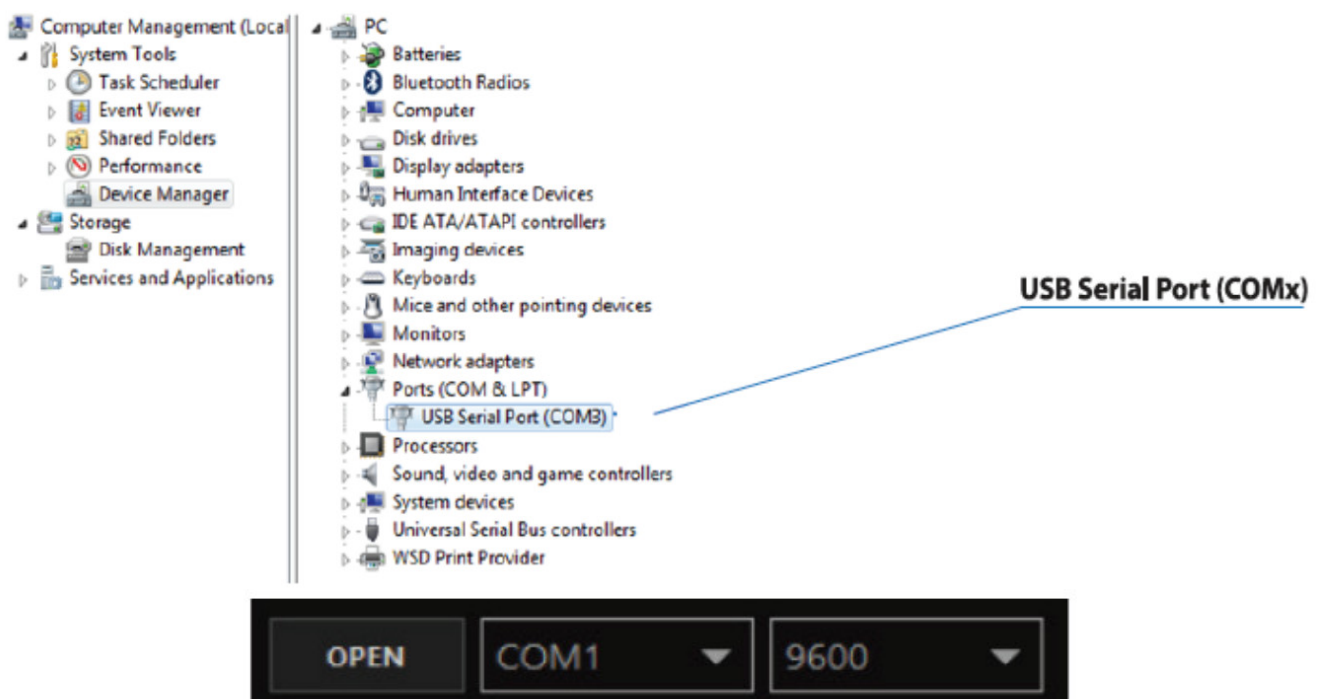 Computer Management (Local
System Tools
Task Scheduler
Event Viewer
Shared Folders
Performance
Device Manager
Storage
Disk Management
Services and Applications
PC
Batteries
Bluetooth Radios
Computer
Disk drives
Display adapters
Human Interface Devices
IDE ATA/ATAPI controllers
Imaging devices
Keyboards
Mice and other pointing devices
Monitors
Network adapters
Ports (COM & LPT)
USB Serial Port (COM3)
Processors
Sound, video and game controllers
System devices
Universal Serial Bus controllers
WSD Print Provider
USB Serial Port (COMx)
OPEN COM1 9600